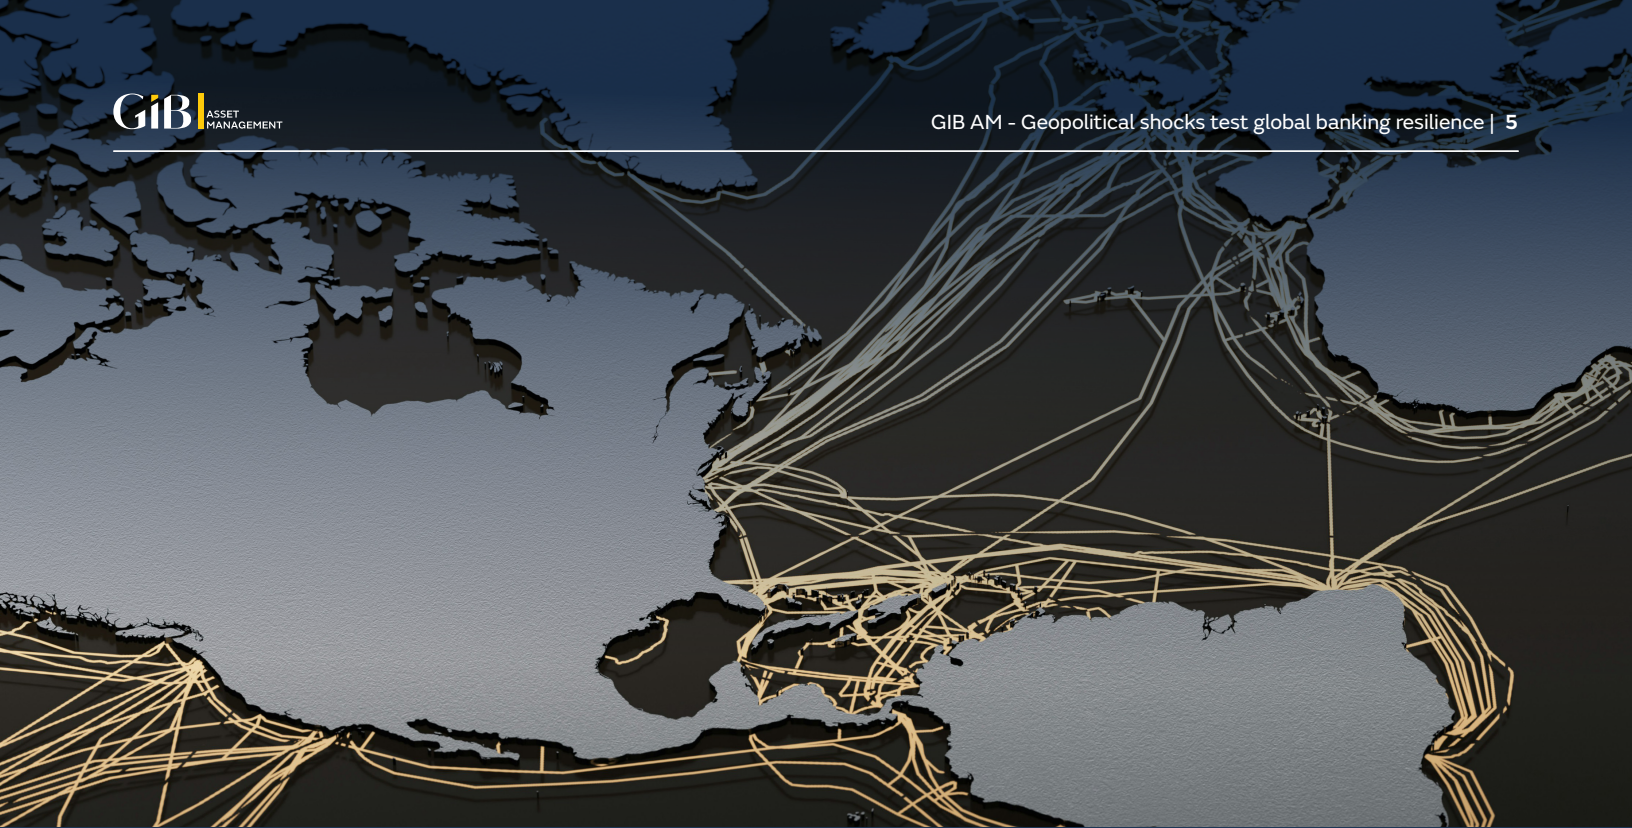 GIB ASSET
MANAGEMENT
GIB AM - Geopolitical shocks test global banking resilience | 5